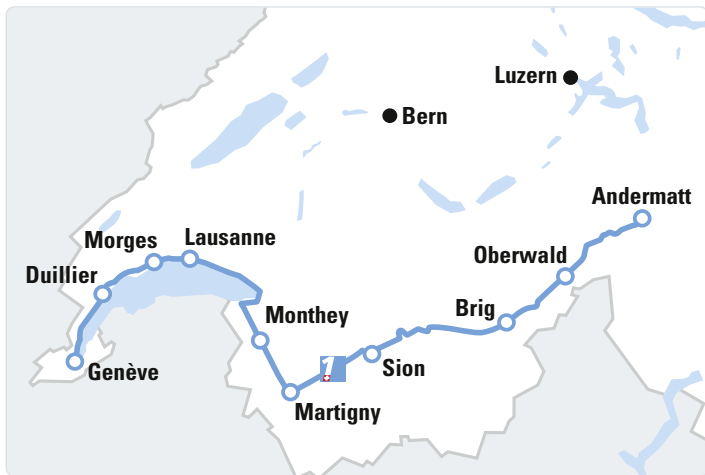 Luzern
Bern
Andermatt
Lausanne
Morges
Oberwald
Duillier
Brig
Monthey
Sion
Genève
1
Martigny